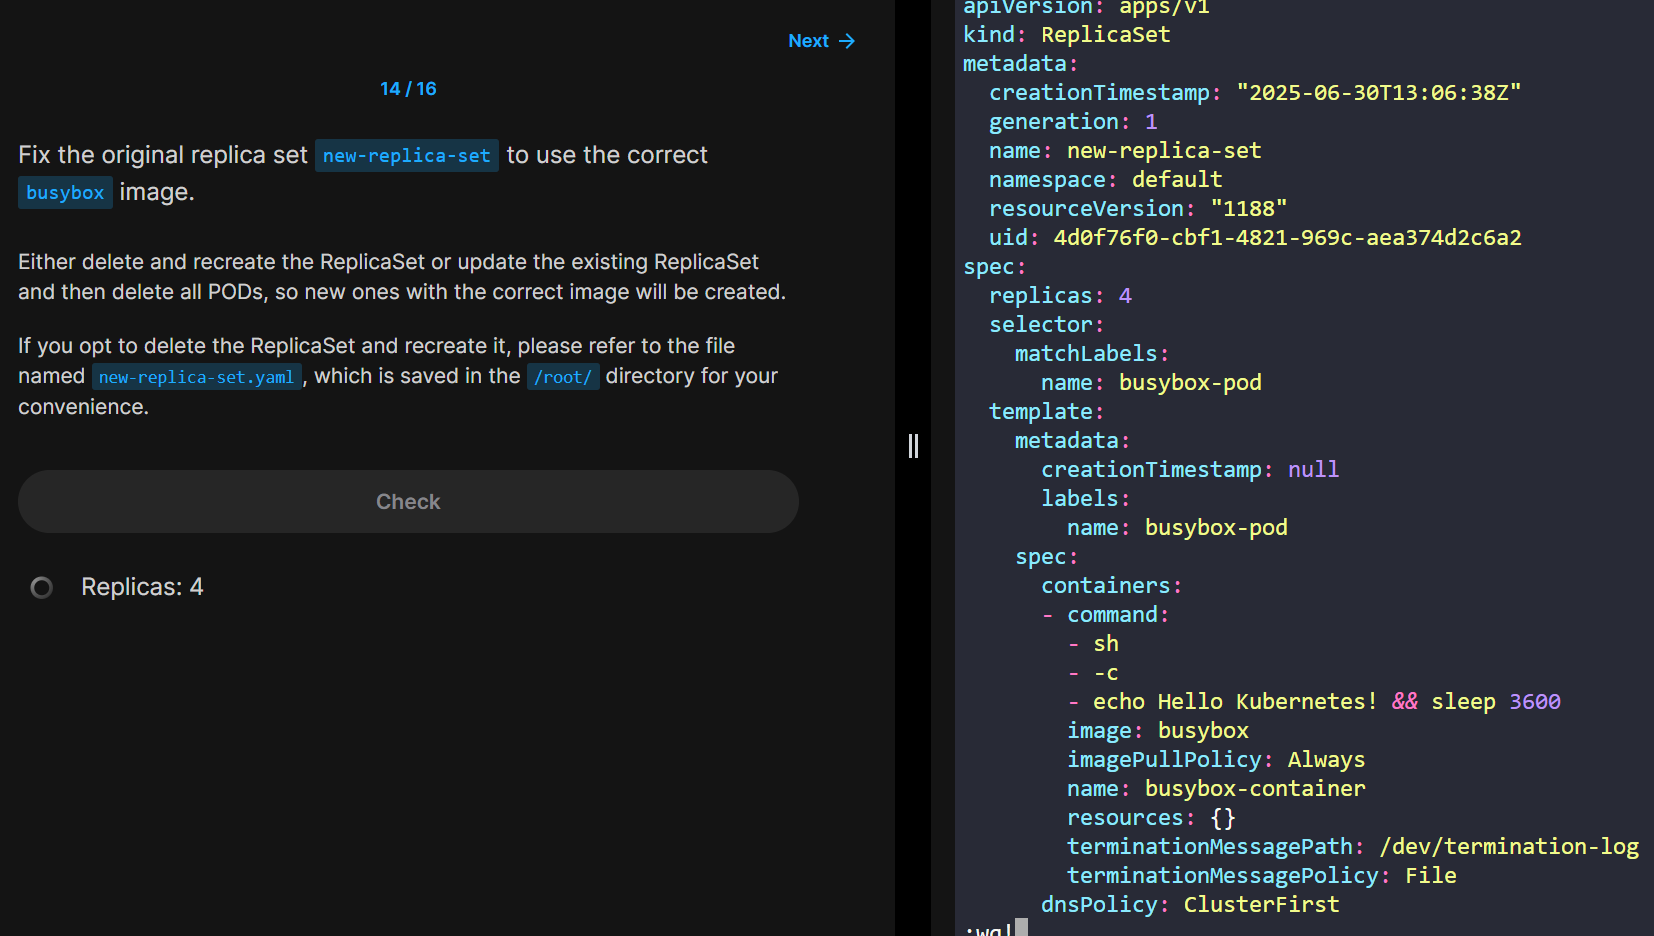 Next →
14 / 16
Fix the original replica set new-replica-set to use the correct
busybox image.
Either delete and recreate the ReplicaSet or update the existing ReplicaSet
and then delete all PODs, so new ones with the correct image will be created.
If you opt to delete the ReplicaSet and recreate it, please refer to the file
named new-replica-set.yaml , which is saved in the /root/ directory for your
convenience.
Check
Replicas: 4
apiVersion: apps/v1
kind: ReplicaSet
metadata:
  creationTimestamp: "2025-06-30T13:06:38Z"
  generation: 1
  name: new-replica-set
  namespace: default
  resourceVersion: "1188"
  uid: 4d0f76f0-cbf1-4821-969c-aea374d2c6a2
spec:
  replicas: 4
  selector:
    matchLabels:
      name: busybox-pod
  template:
    metadata:
      creationTimestamp: null
      labels:
        name: busybox-pod
    spec:
      containers:
      - command:
        - sh
        - -c
        - echo Hello Kubernetes! && sleep 3600
        image: busybox
        imagePullPolicy: Always
        name: busybox-container
        resources: {}
        terminationMessagePath: /dev/termination-log
        terminationMessagePolicy: File
      dnsPolicy: ClusterFirst